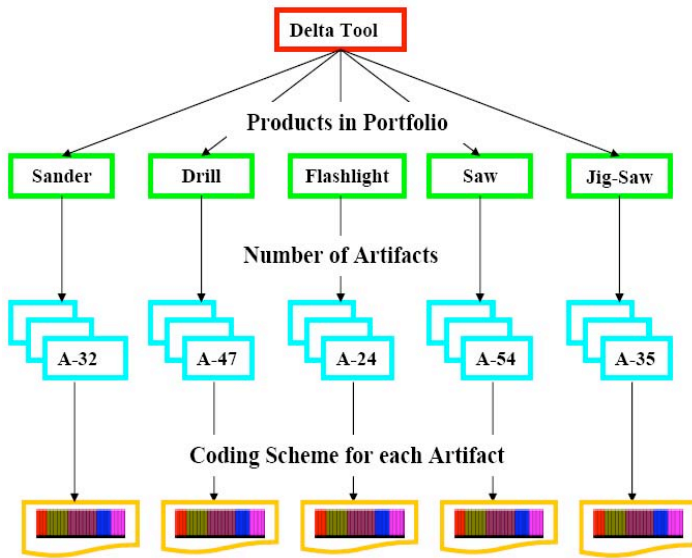 Delta Tool
Products in Portfolio
Sander
Drill
Flashlight
Saw
Jig-Saw
Number of Artifacts
A-32
A-47
A-24
A-54
A-35
Coding Scheme for each Artifact